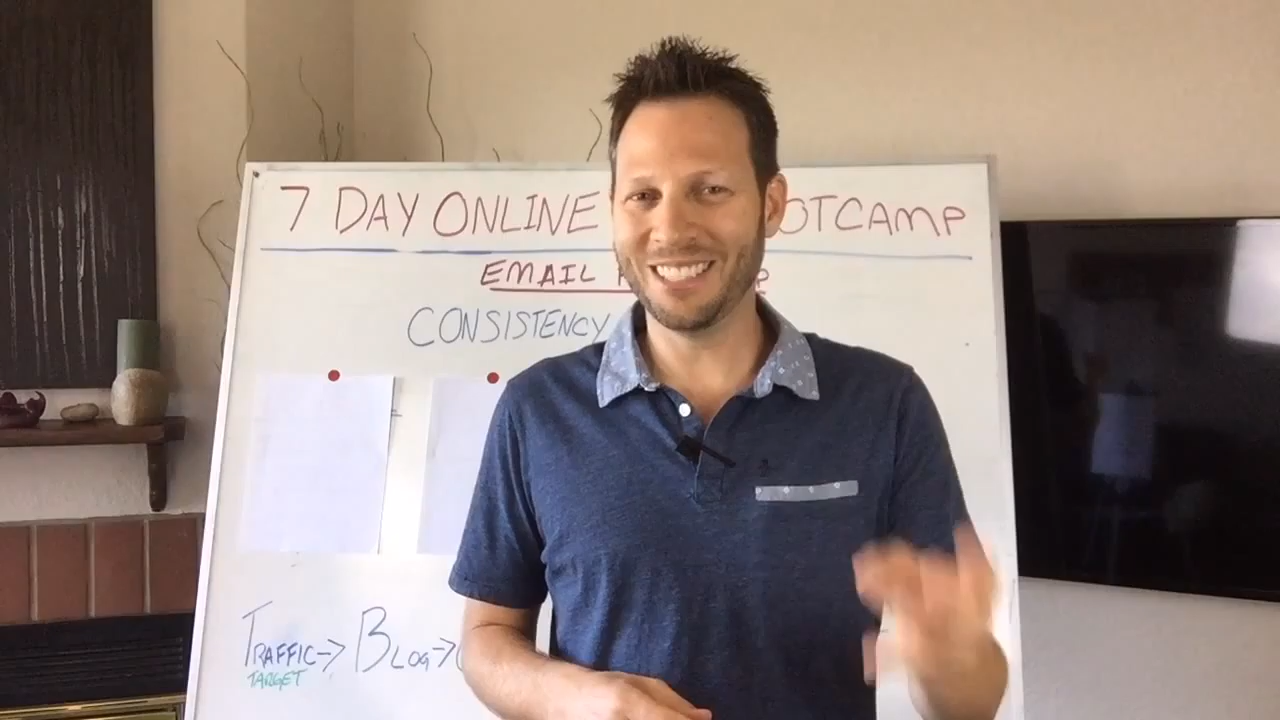 7 DAY ONLINE OTCAMP
EMAIL
CONSISTENCY
TRAFFIC -> BLOG ->
TARGET